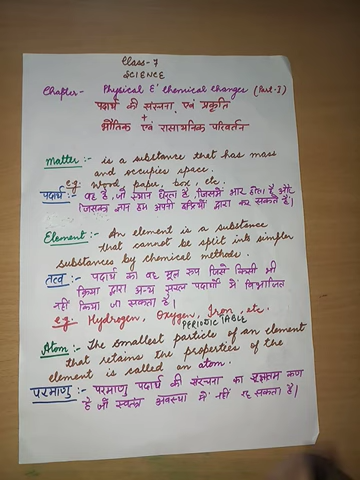 Class-7
SCIENCE
Chapter- Physical & Chemical Changes (Part-I)
पदार्थ की संरचना एवं प्रकृति
+
भौतिक एवं रासायनिक परिवर्तन
Matter:- is a substance that has mass
and occupies space.
e.g: Wood, paper, box, etc.
पदार्थ:- वह है, जो स्थान घेरता है, जिसमें भार होता है और
जिसका ज्ञान हम अपनी इन्द्रियों द्वारा कर सकते हैं।
Element:- An element is a substance
that cannot be split into simpler
substances by chemical methods.
तत्व:- पदार्थ का वह मूल रूप जिसे किसी भी
क्रिया द्वारा अन्य सरल पदार्थों में विभाजित
नहीं किया जा सकता है।
e.g: Hydrogen, Oxygen, Iron, etc.
PERIODIC TABLE
Atom:- The smallest particle of an element
that retains the properties of the
element is called an atom.
परमाणु:- परमाणु पदार्थ की संरचना का सूक्ष्मतम कण
है जो स्वतंत्र अवस्था में नहीं रह सकता है।